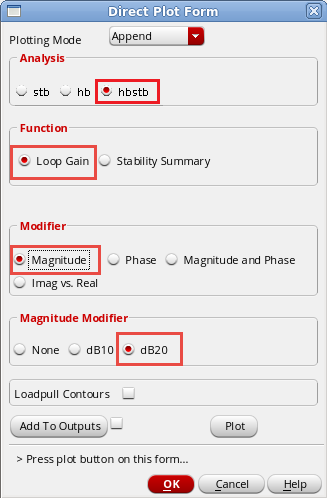 Direct Plot Form
Plotting Mode Append
Analysis
stb hb hbstb
Function
Loop Gain Stability Summary
Modifier
Magnitude Phase Magnitude and Phase
Imag vs. Real
Magnitude Modifier
None dB10 dB20
Loadpull Contours
Add To Outputs Plot
> Press plot button on this form...
OK Cancel Help